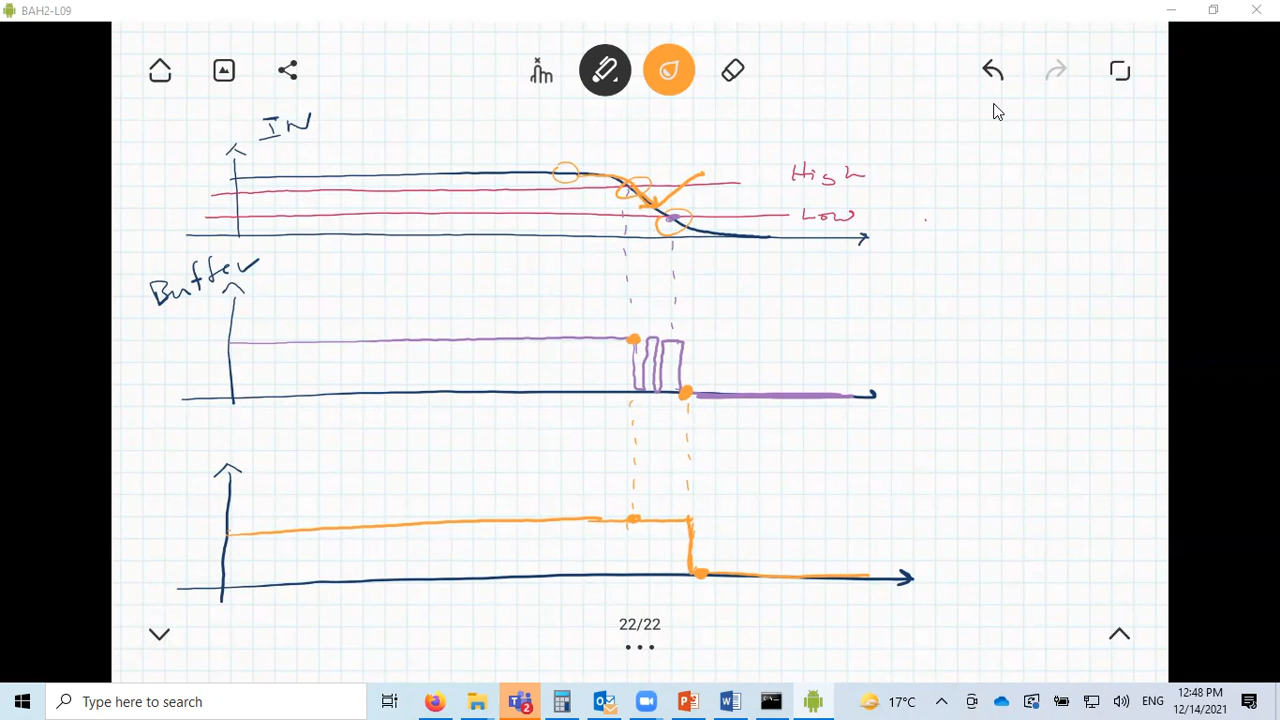 BAH2-L09
IN
High
Low
Buffer
22/22
Type here to search
2
17°C
ENG
12:48 PM
12/14/2021